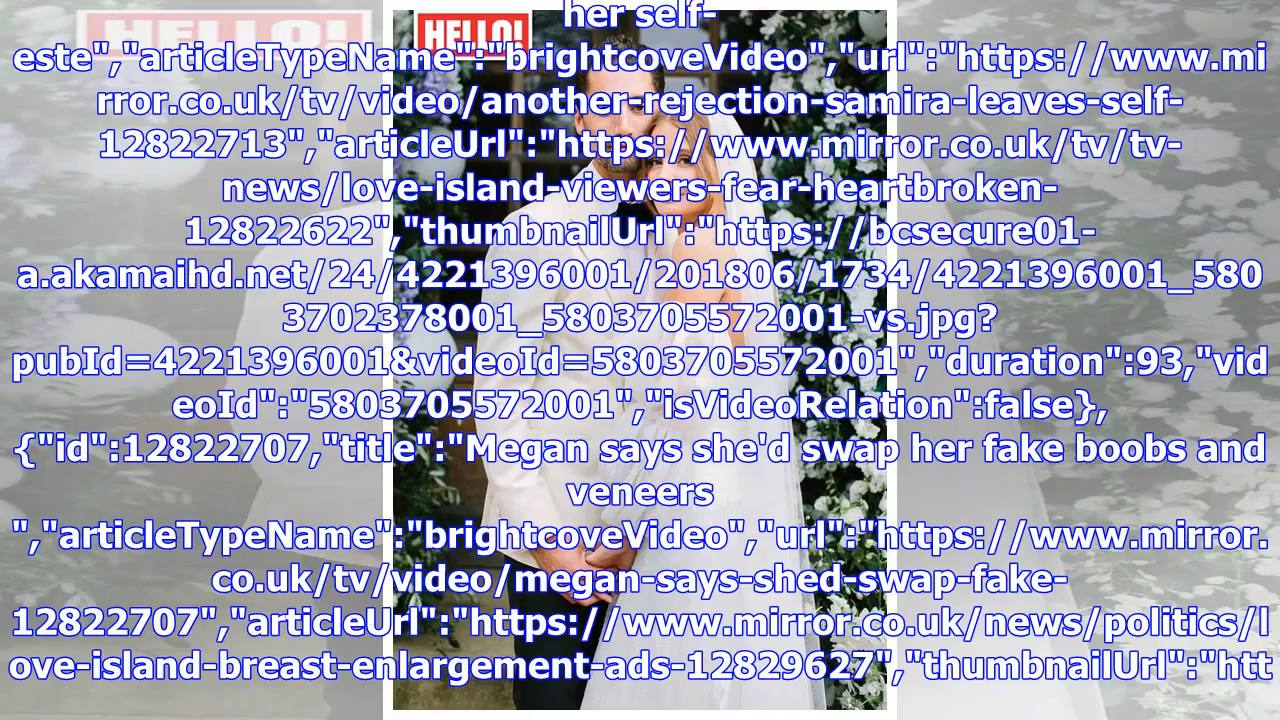 HELLO!
HELLO!
her self-
este","articleTypeName":"brightcoveVideo","url":"https://www.mi
rror.co.uk/tv/video/another-rejection-samira-leaves-self-
12822713","articleUrl":"https://www.mirror.co.uk/tv/tv-
news/love-island-viewers-fear-heartbroken-
12822622","thumbnailUrl":"https://bcsecure01-
a.akamaihd.net/24/4221396001/201806/1734/4221396001_580
3702378001_5803705572001-vs.jpg?
pubId=4221396001&videoId=5803705572001","duration":93,"vid
eoId":"5803705572001","isVideoRelation":false},
{"id":12822707,"title":"Megan says she'd swap her fake boobs and
veneers
","articleTypeName":"brightcoveVideo","url":"https://www.mirror.
co.uk/tv/video/megan-says-shed-swap-fake-
12822707","articleUrl":"https://www.mirror.co.uk/news/politics/l
ove-island-breast-enlargement-ads-12829627","thumbnailUrl":"htt